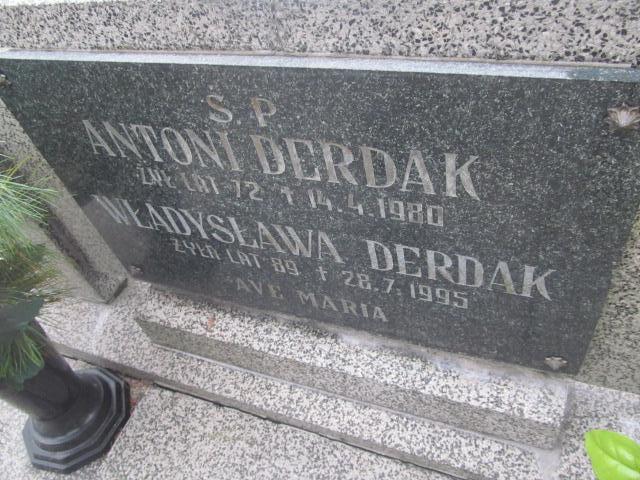 S P
ANTONI DERDAK
ŻYŁ LAT 72 + 14.4.1980
WŁADYSŁAWA DERDAK
ŻYŁA LAT 89 + 28.7.1995
AVE MARIA